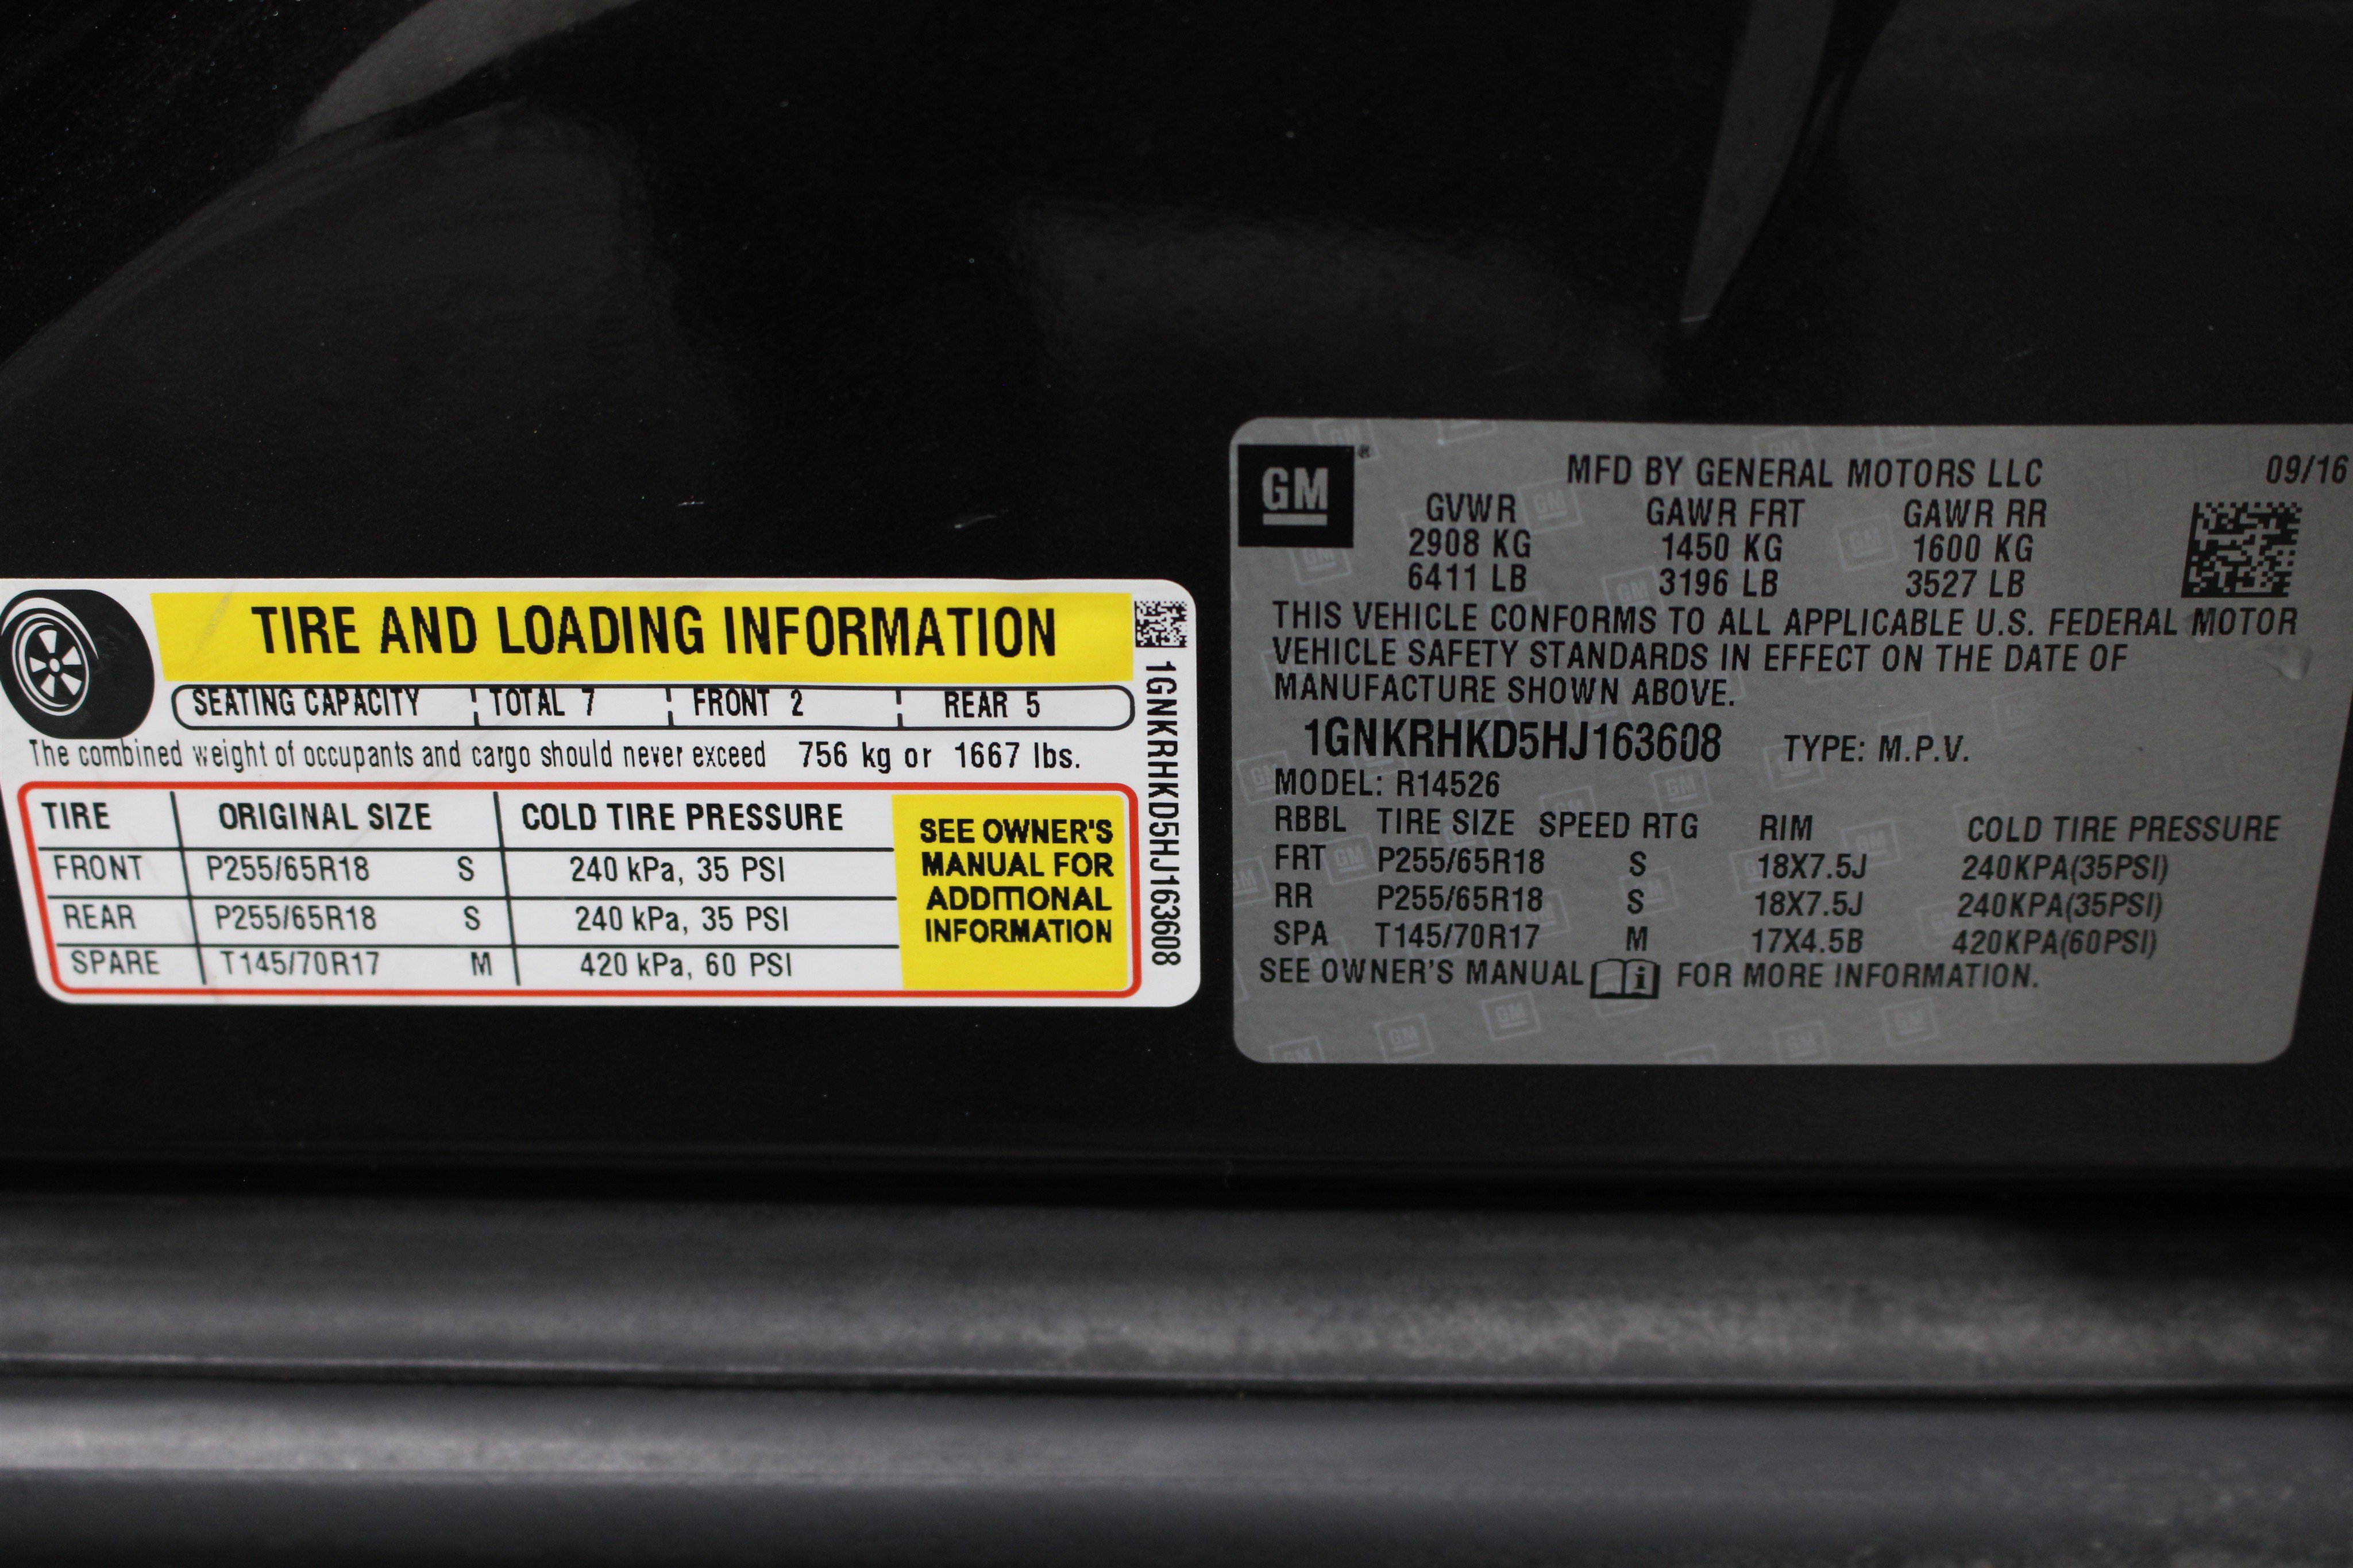 TIRE AND LOADING INFORMATION
SEATING CAPACITY TOTAL 7 FRONT 2 REAR 5
The combined weight of occupants and cargo should never exceed 756 kg or 1667 lbs.
TIRE ORIGINAL SIZE COLD TIRE PRESSURE
FRONT P255/65R18 S 240 kPa, 35 PSI
REAR P255/65R18 S 240 kPa, 35 PSI
SPARE T145/70R17 M 420 kPa, 60 PSI
SEE OWNER'S
MANUAL FOR
ADDITIONAL
INFORMATION
1GNKRHKD5HJ163608
GM
MFD BY GENERAL MOTORS LLC 09/16
GVWR GAWR FRT GAWR RR
2908 KG 1450 KG 1600 KG
6411 LB 3196 LB 3527 LB
THIS VEHICLE CONFORMS TO ALL APPLICABLE U.S. FEDERAL MOTOR
VEHICLE SAFETY STANDARDS IN EFFECT ON THE DATE OF
MANUFACTURE SHOWN ABOVE.
1GNKRHKD5HJ163608 TYPE: M.P.V.
MODEL: R14526
RBBL TIRE SIZE SPEED RTG RIM COLD TIRE PRESSURE
FRT P255/65R18 S 18X7.5J 240KPA(35PSI)
RR P255/65R18 S 18X7.5J 240KPA(35PSI)
SPA T145/70R17 M 17X4.5B 420KPA(60PSI)
SEE OWNER'S MANUAL i FOR MORE INFORMATION.